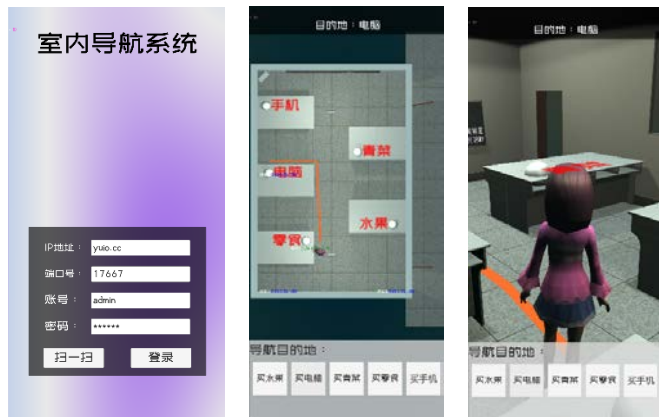 室内导航系统
IP地址：
yuio.cc
端口号：
17667
账号：
admin
密码：
******
扫一扫
登录
目的地：电脑
手机
青菜
电脑
水果
零食
导航目的地：
买水果
买电脑
买青菜
买零食
买手机
目的地：电脑
导航目的地：
买水果
买电脑
买青菜
买零食
买手机